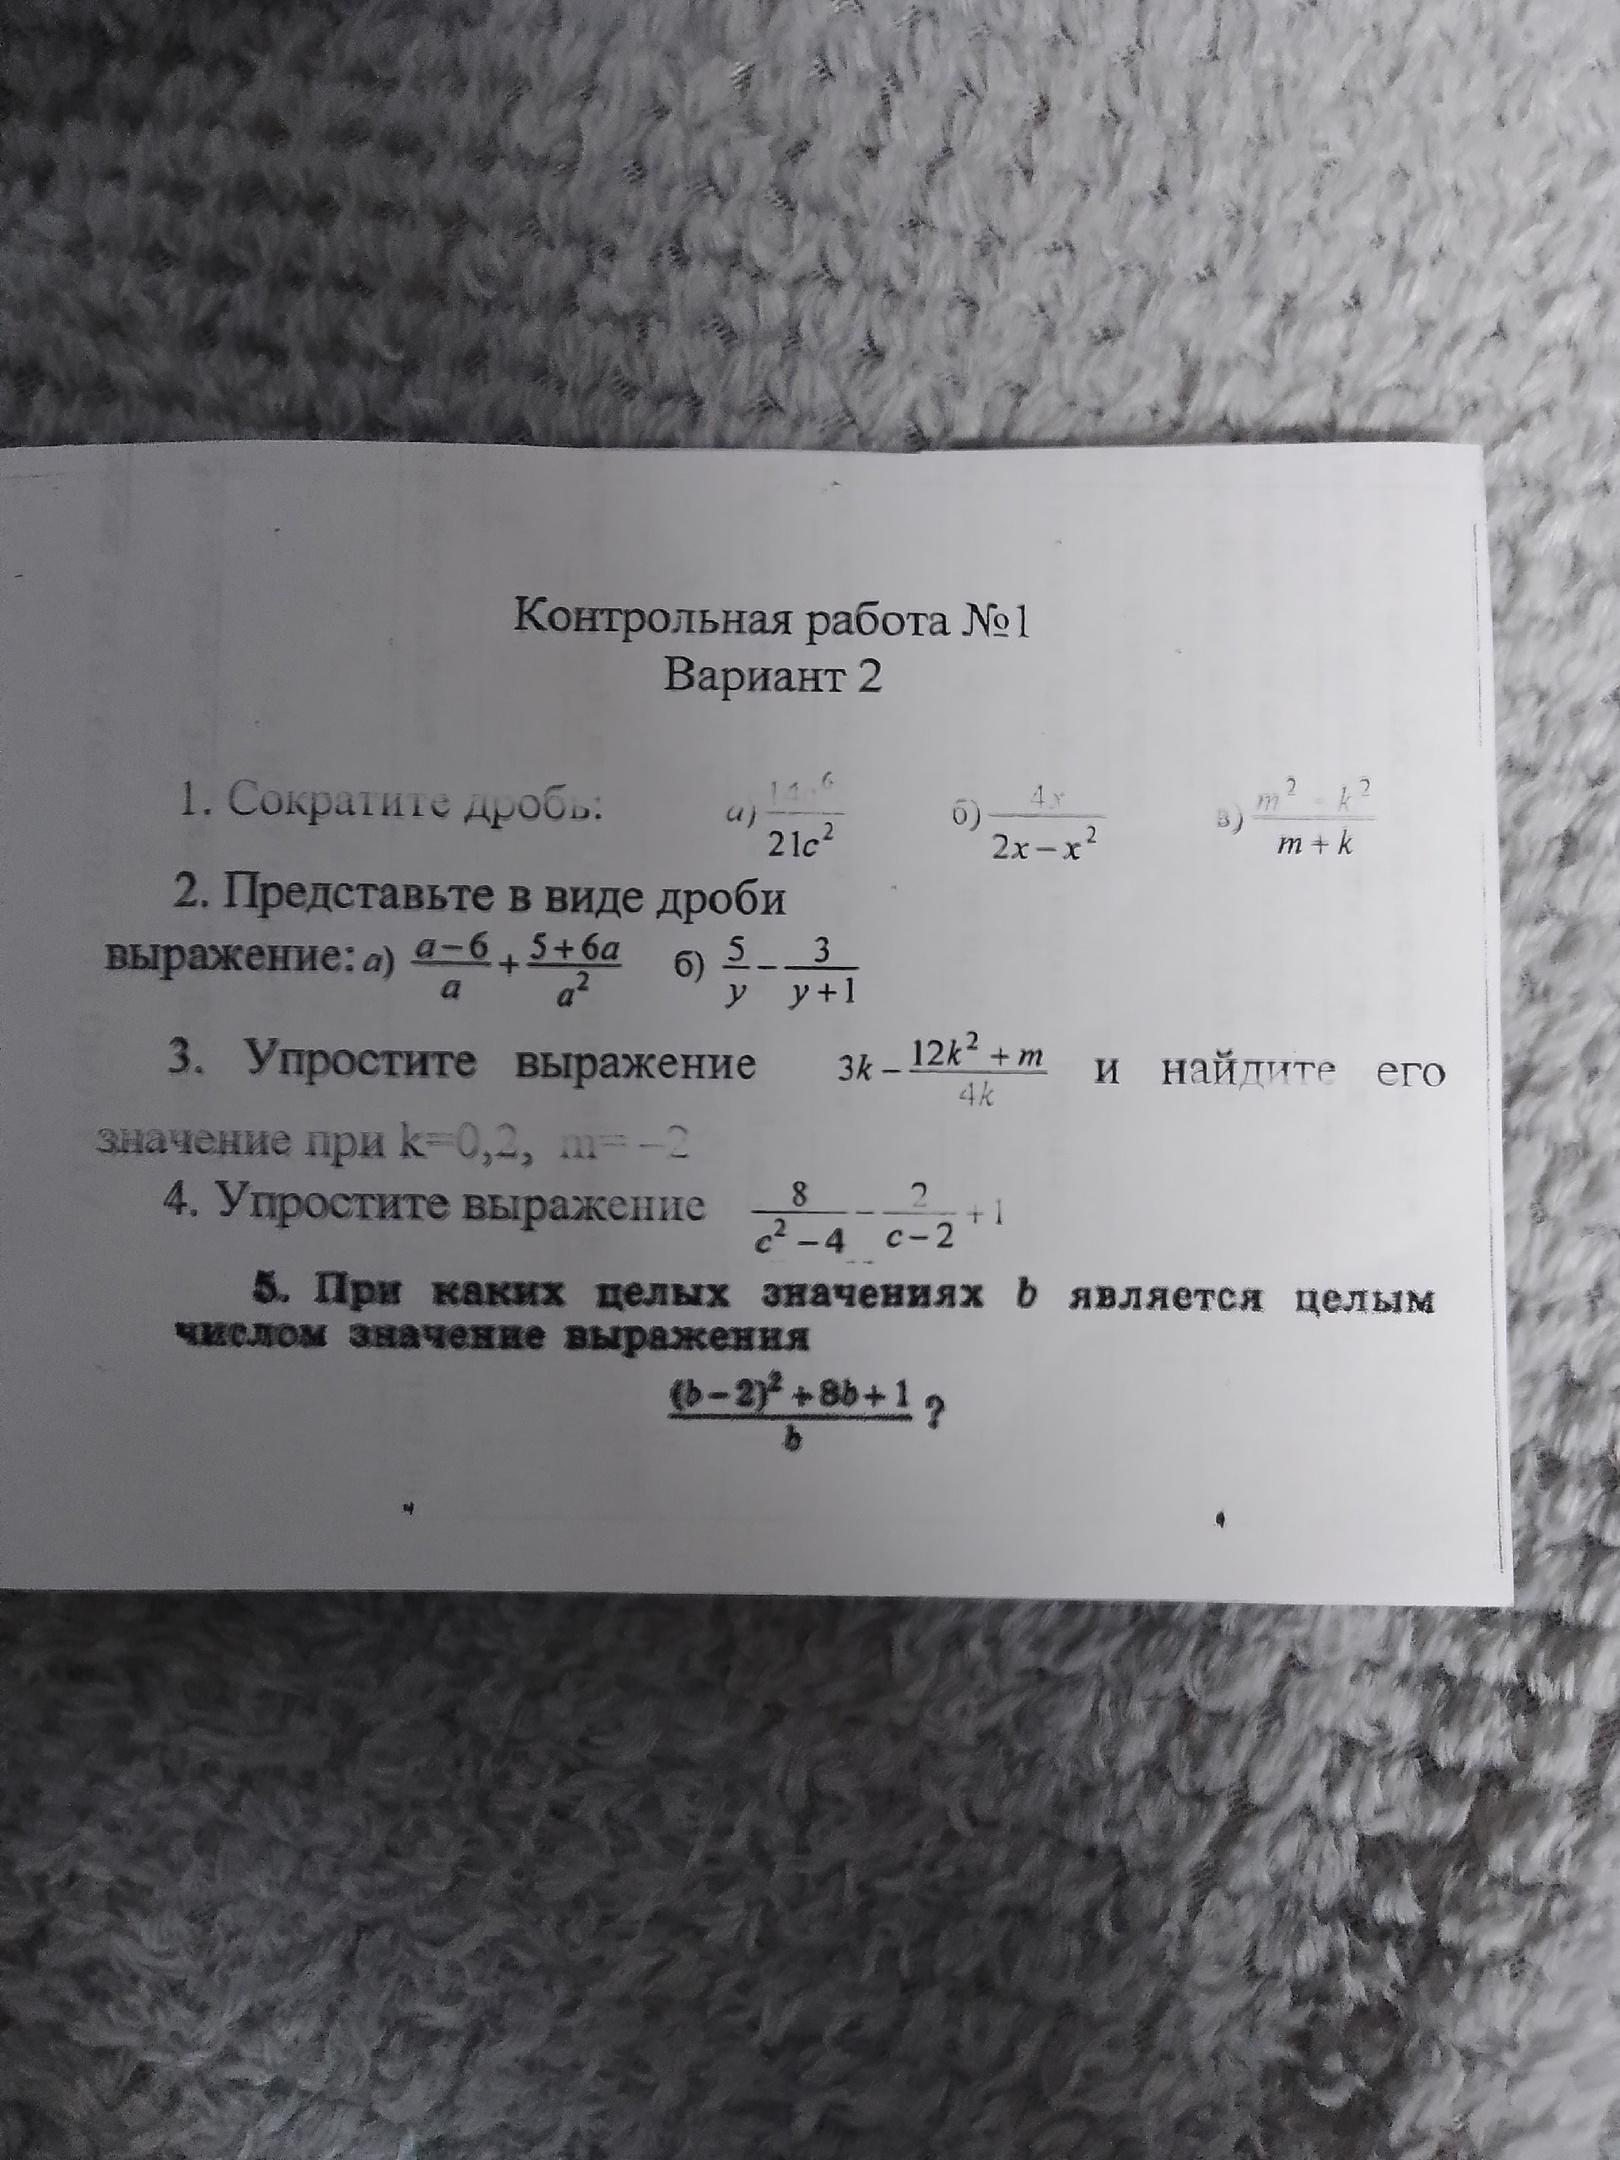 Контрольная работа №1
Вариант 2
1. Сократите дробь: а) 14c⁶/21c² б) 4x/(2x−x²) в) (m² - k²)/(m+k)
2. Представьте в виде дроби
выражение: а) (a−6)/a + (5+6a)/a² б) 5/y − 3/(y+1)
3. Упростите выражение 3k − (12k²+m)/4k и найдите его
значение при k=0,2, m= −2
4. Упростите выражение 8/(c²−4) − 2/(c−2) + 1
5. При каких целых значениях b является целым
числом значение выражения
((b−2)²+8b+1)/b ?